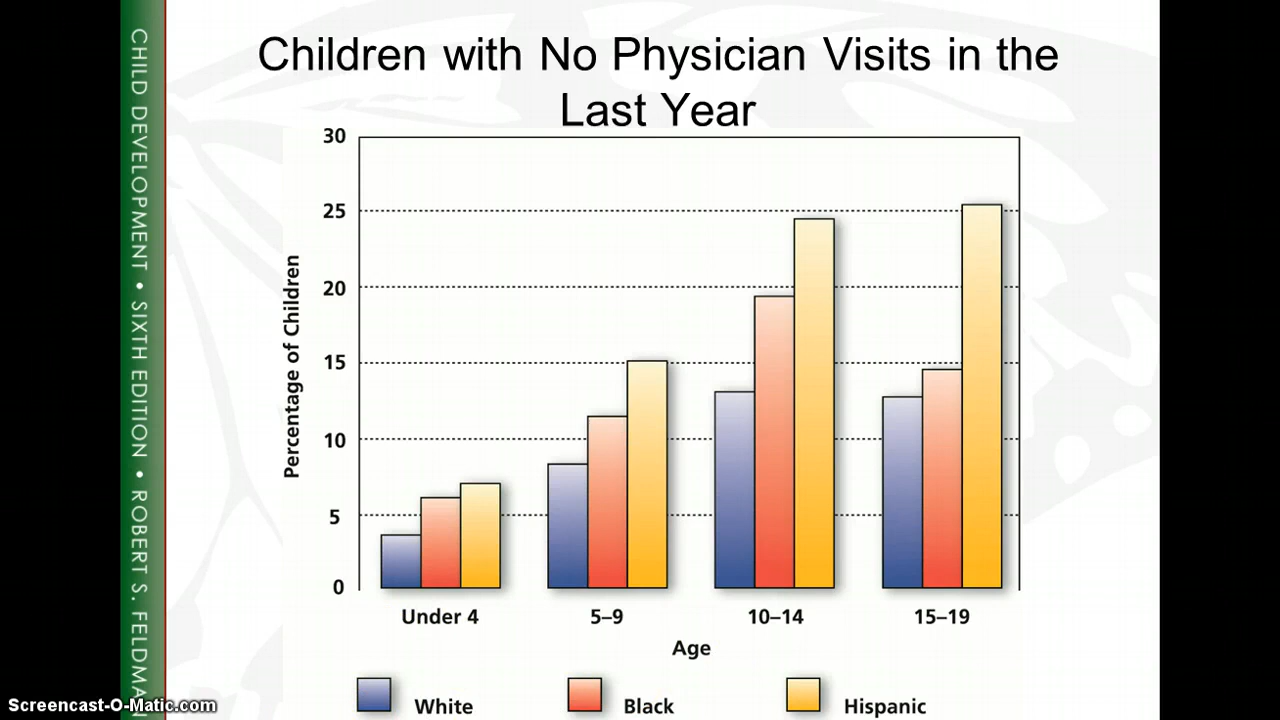 CHILD DEVELOPMENT • SIXTH EDITION • ROBERT S. FELDMAN
Children with No Physician Visits in the
Last Year
30
25
20
15
10
5
0
Percentage of Children
Under 4
5–9
10–14
15–19
Age
White
Black
Hispanic
Screencast-O-Matic.com